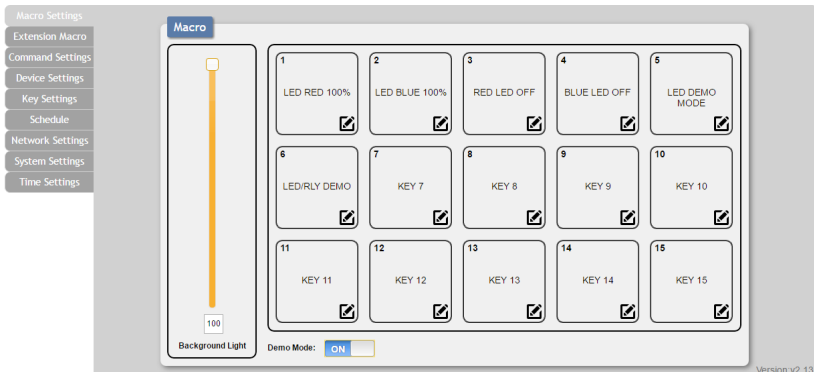 Macro Settings
Extension Macro
Command Settings
Device Settings
Key Settings
Schedule
Network Settings
System Settings
Time Settings
Macro
100
Background Light
1
LED RED 100%
2
LED BLUE 100%
3
RED LED OFF
4
BLUE LED OFF
5
LED DEMO
MODE
6
LED/RLY DEMO
7
KEY 7
8
KEY 8
9
KEY 9
10
KEY 10
11
KEY 11
12
KEY 12
13
KEY 13
14
KEY 14
15
KEY 15
Demo Mode: ON
Version:v2.13